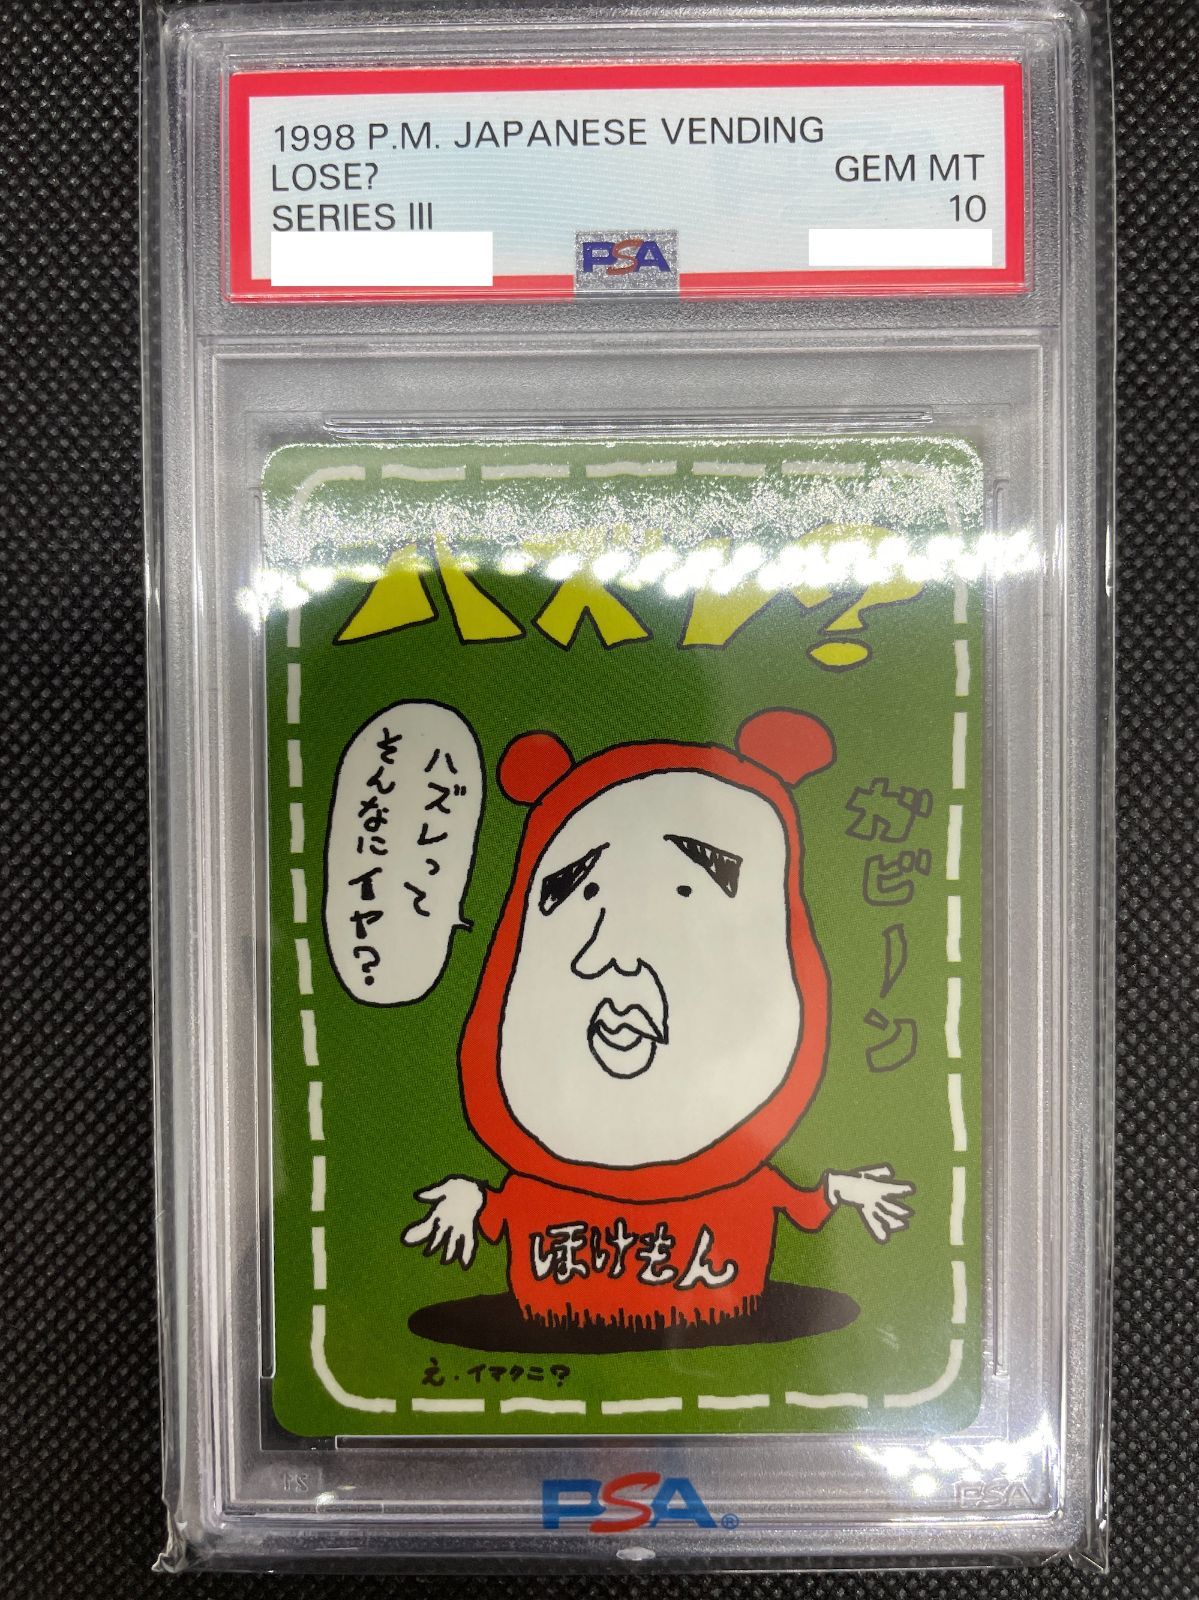 1998 P.M. JAPANESE VENDING
LOSE?
GEM MT
SERIES III
10
PSA
ハズレ?
ハズレって
そんなにイヤ?
ガビーン
ぽけもん
え.イマクニ?
PSA®
PSA